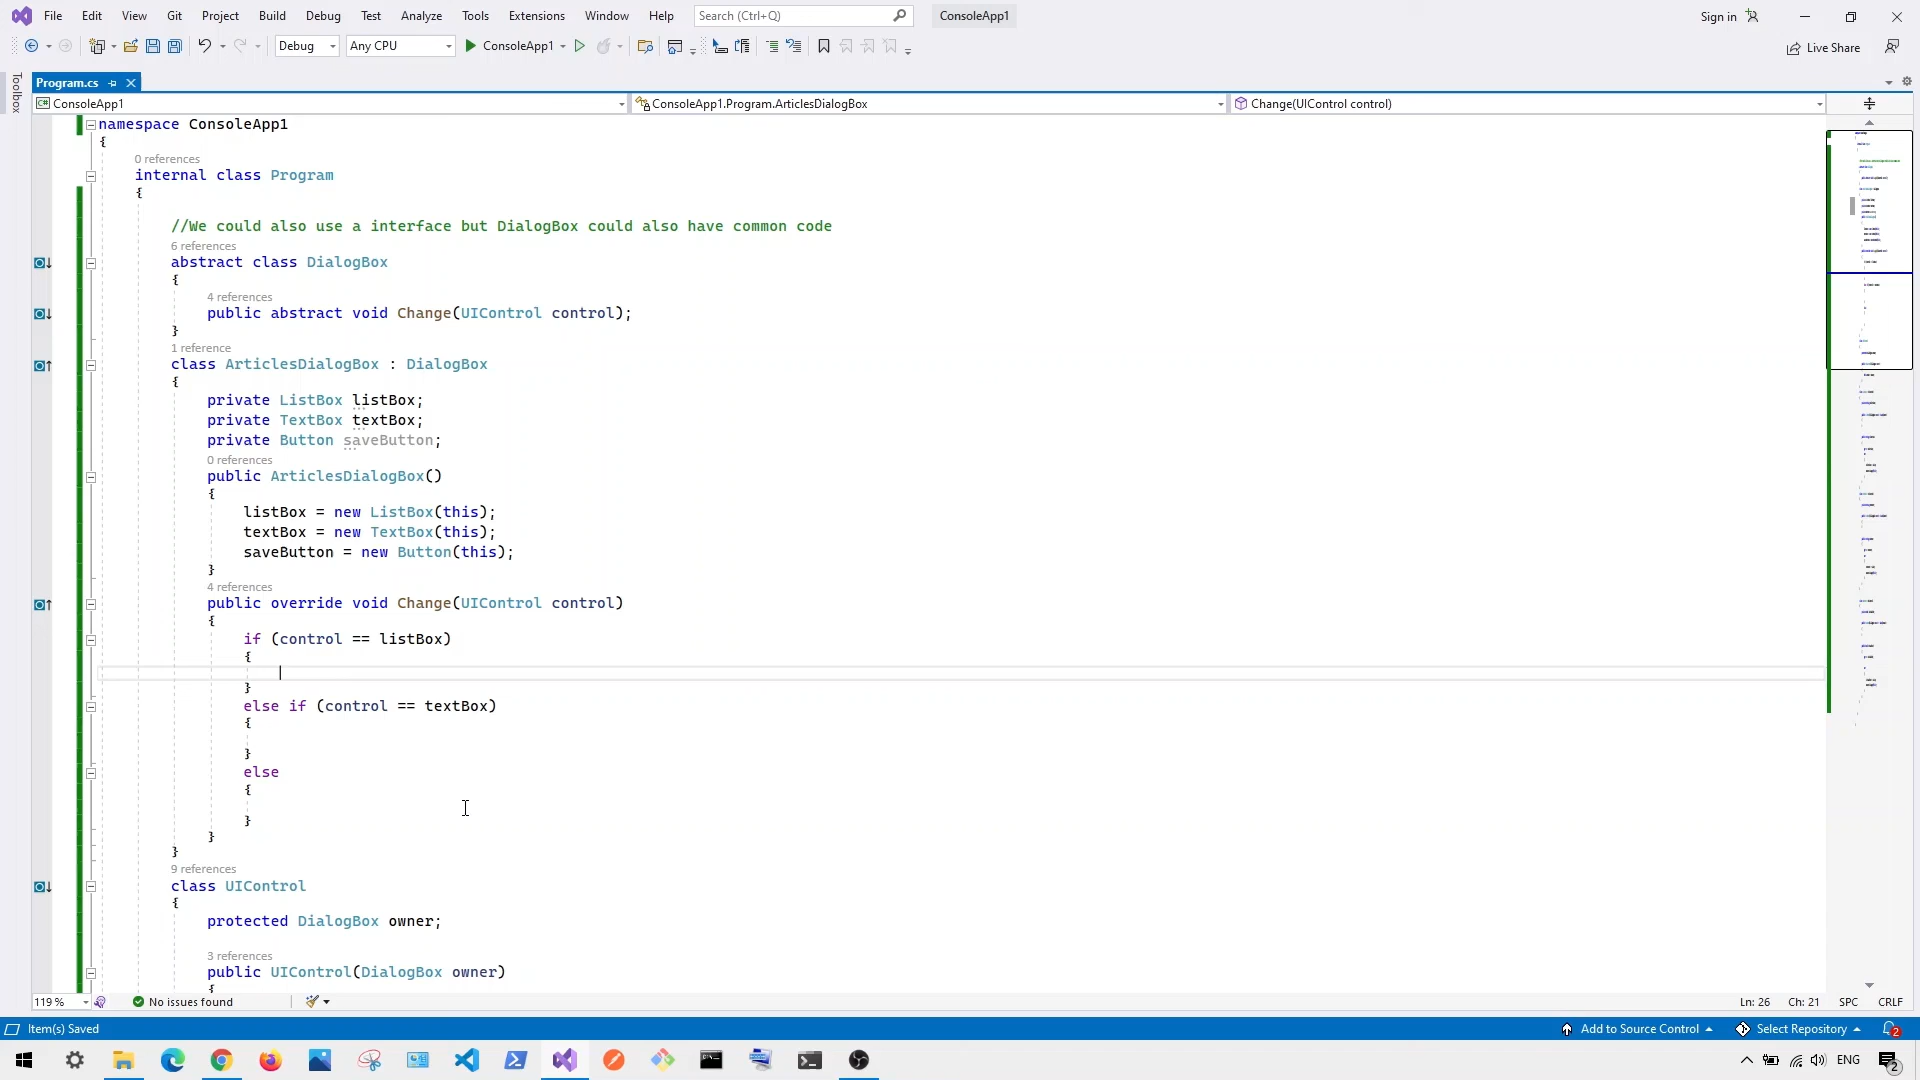 File Edit View Git Project Build Debug Test Analyze Tools Extensions Window Help Search (Ctrl+Q) ConsoleApp1 Sign in
Debug Any CPU ConsoleApp1 Live Share
Toolbox
Program.cs
ConsoleApp1 ConsoleApp1.Program.ArticlesDialogBox Change(UIControl control)
namespace ConsoleApp1
{
0 references
internal class Program
{
//We could also use a interface but DialogBox could also have common code
6 references
abstract class DialogBox
{
4 references
public abstract void Change(UIControl control);
}
1 reference
class ArticlesDialogBox : DialogBox
{
private ListBox listBox;
private TextBox textBox;
private Button saveButton;
0 references
public ArticlesDialogBox()
{
listBox = new ListBox(this);
textBox = new TextBox(this);
saveButton = new Button(this);
}
4 references
public override void Change(UIControl control)
{
if (control == listBox)
{
}
else if (control == textBox)
{
}
else
{
}
}
}
9 references
class UIControl
{
protected DialogBox owner;
3 references
public UIControl(DialogBox owner)
{
119 % No issues found Ln: 26 Ch: 21 SPC CRLF
Item(s) Saved Add to Source Control Select Repository 2
ENG 2